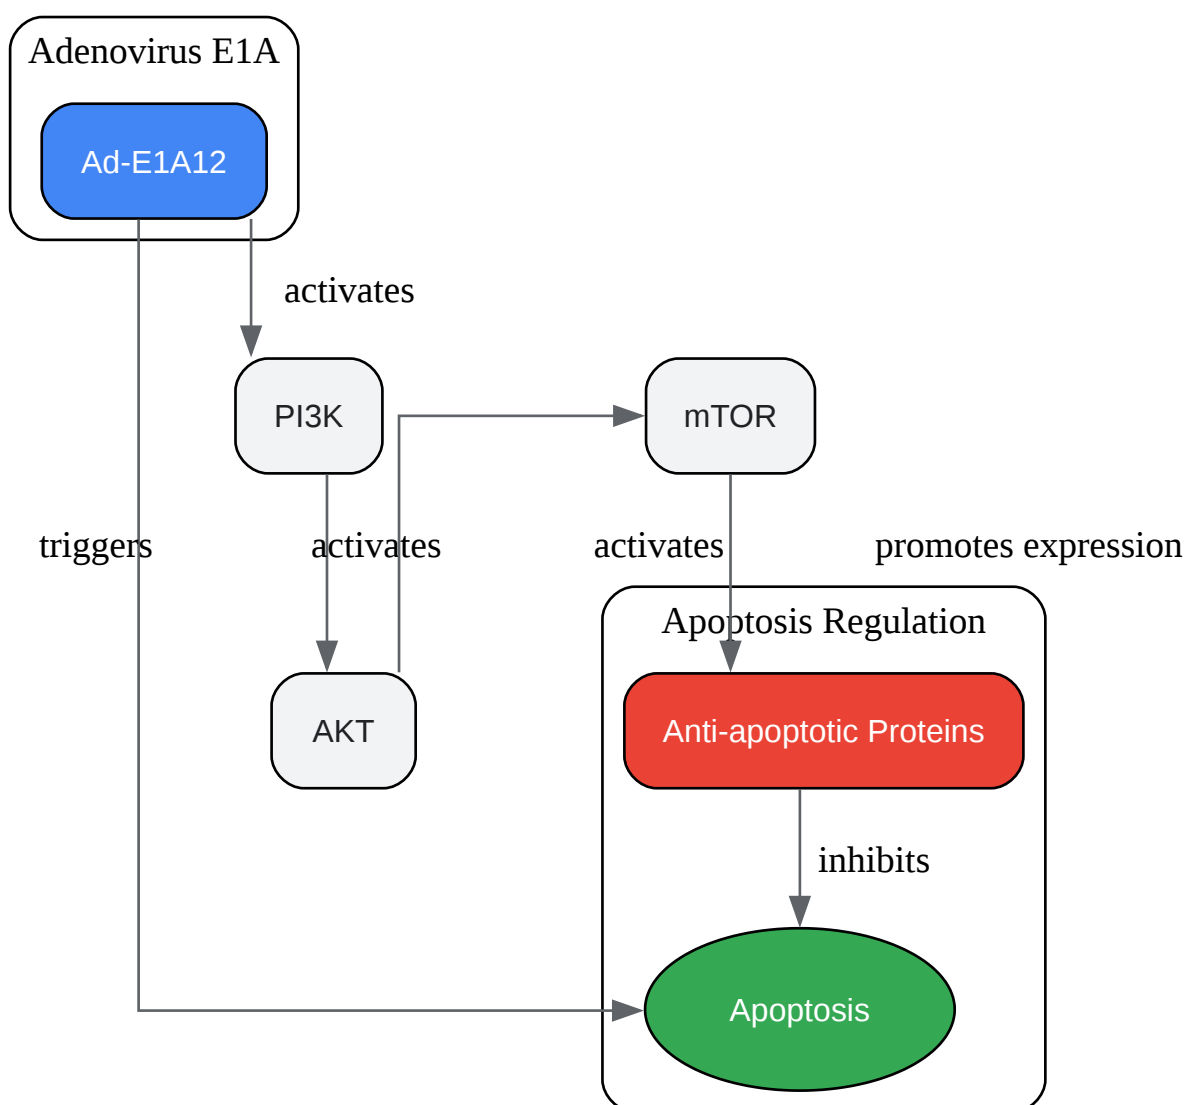 Adenovirus E1A
Ad-E1A12
activates
PI3K
mTOR
triggers
activates
activates
promotes expression
Apoptosis Regulation
AKT
Anti-apoptotic Proteins
inhibits
Apoptosis